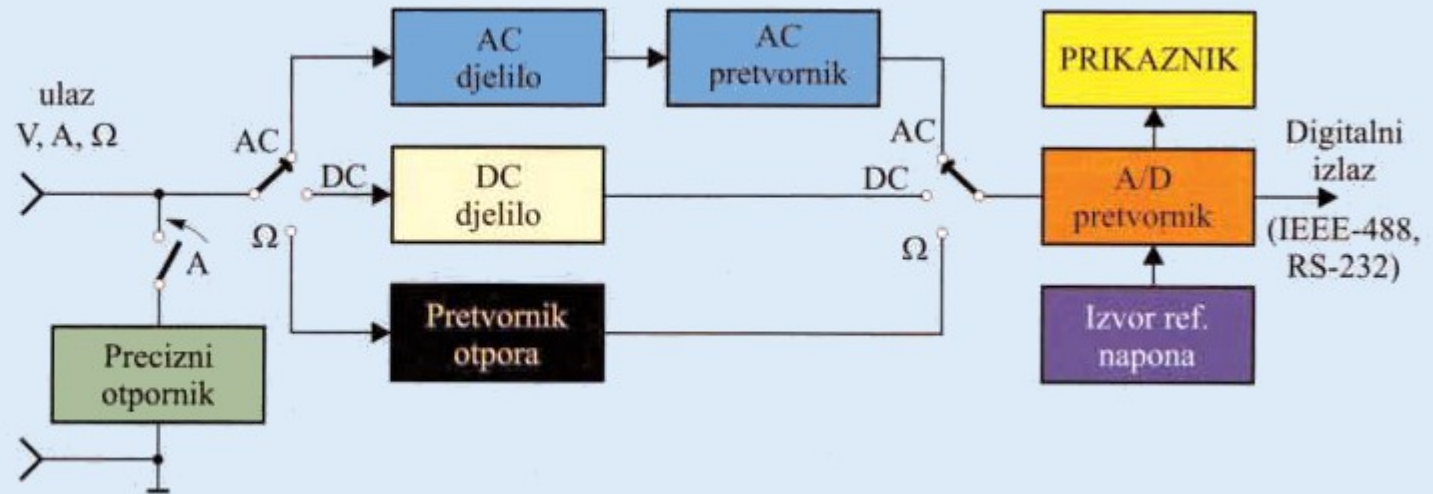 ulaz
V, A, Ω
AC
DC
Ω
A
Precizni
otpornik
AC
djelilo
AC
pretvornik
DC
djelilo
Pretvornik
otpora
AC
DC
Ω
PRIKAZNIK
A/D
pretvornik
Izvor ref.
napona
Digitalni
izlaz
(IEEE-488,
RS-232)